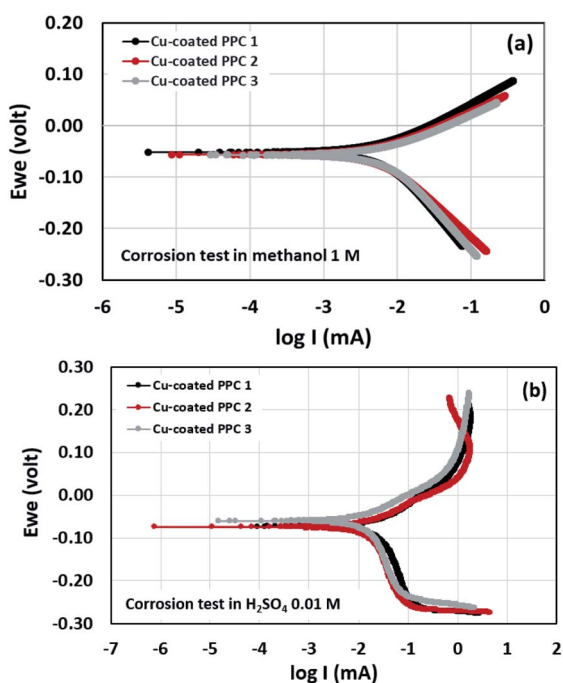 0.20
(a)
Cu-coated PPC 1
Cu-coated PPC 2
Cu-coated PPC 3
0.10
0.00
-0.10
-0.20
-0.30
Ewe (volt)
Corrosion test in methanol 1 M
-6 -5 -4 -3 -2 -1 0
log I (mA)
0.30
(b)
Cu-coated PPC 1
Cu-coated PPC 2
Cu-coated PPC 3
0.20
0.10
0.00
-0.10
-0.20
-0.30
Ewe (volt)
Corrosion test in H₂SO₄ 0.01 M
-7 -6 -5 -4 -3 -2 -1 0 1 2
log I (mA)